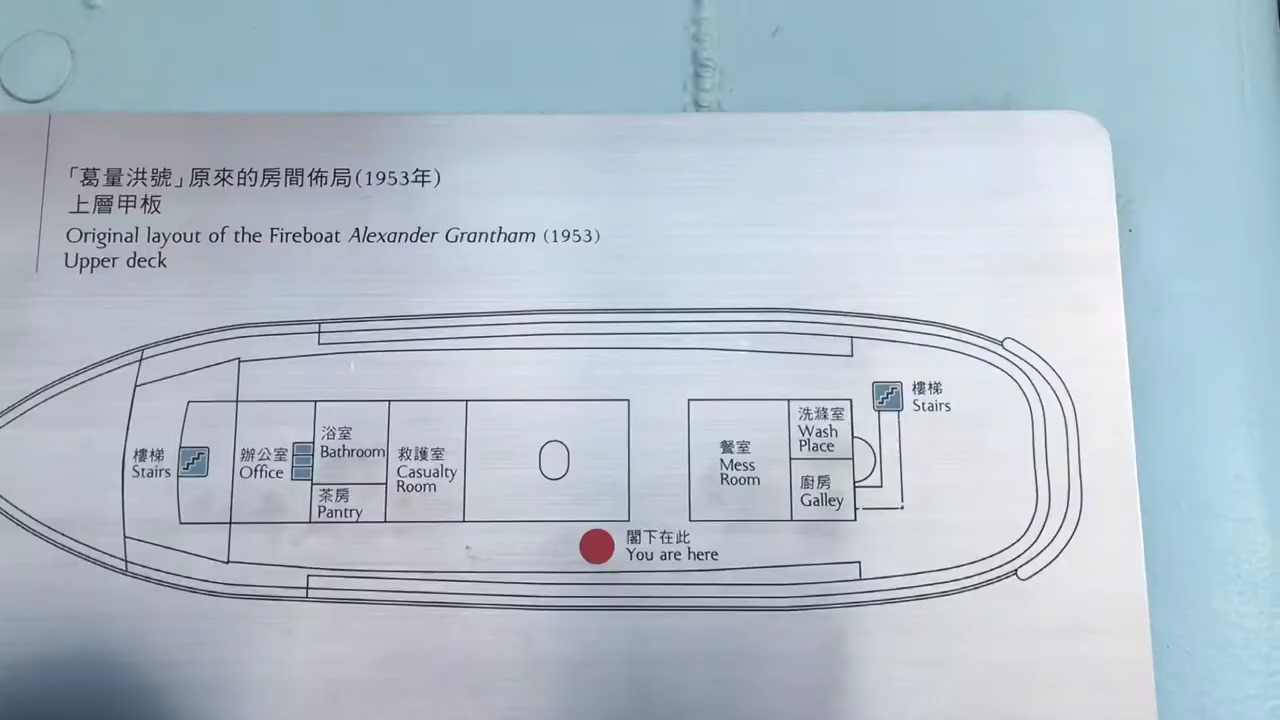 「葛量洪號」原來的房間佈局(1953年)
上層甲板
Original layout of the Fireboat Alexander Grantham (1953)
Upper deck
樓梯
Stairs
辦公室
Office
浴室
Bathroom
茶房
Pantry
救護室
Casualty
Room
餐室
Mess
Room
洗滌室
Wash
Place
廚房
Galley
樓梯
Stairs
閣下在此
You are here